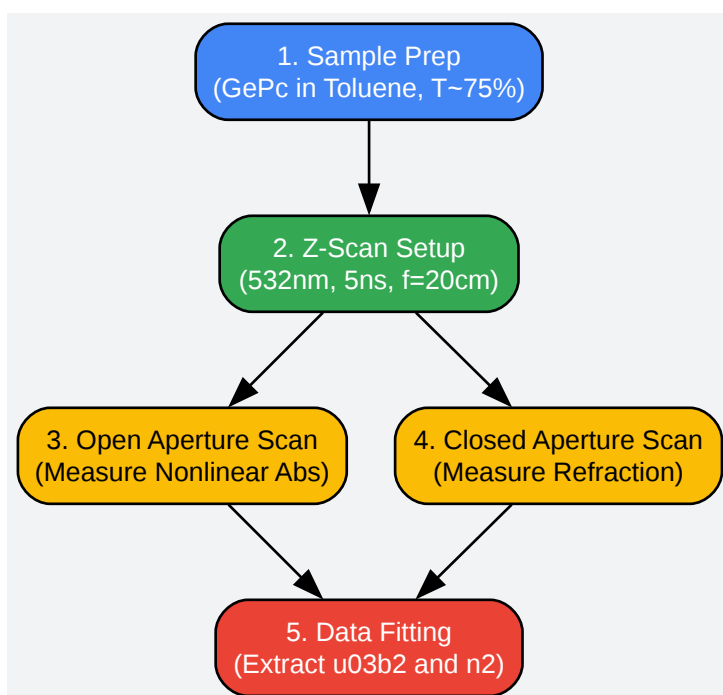 1. Sample Prep
(GePc in Toluene, T~75%)
2. Z-Scan Setup
(532nm, 5ns, f=20cm)
3. Open Aperture Scan
(Measure Nonlinear Abs)
4. Closed Aperture Scan
(Measure Refraction)
5. Data Fitting
(Extract u03b2 and n2)